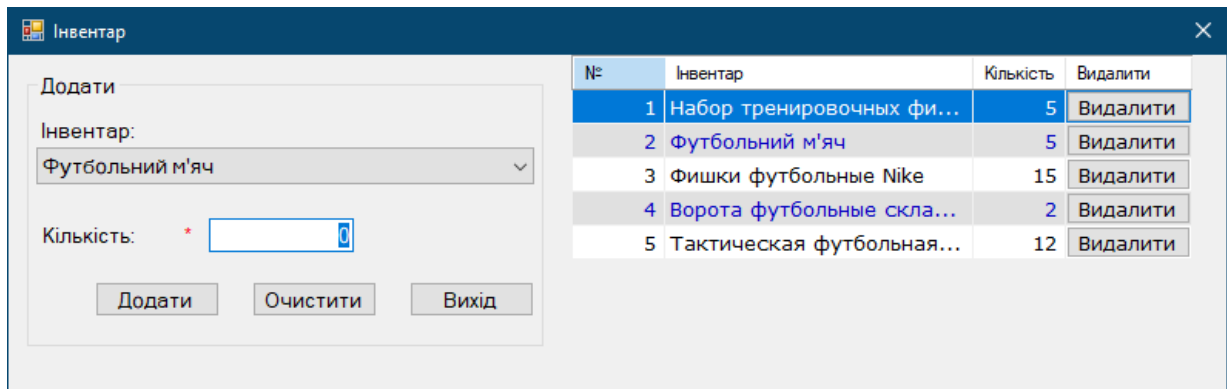 Інвентар
Додати
Інвентар:
Футбольний м'яч
Кількість: * 0
Додати Очистити Вихід
№ Інвентар Кількість Видалити
1 Набор тренировочных фи... 5 Видалити
2 Футбольний м'яч 5 Видалити
3 Фишки футбольные Nike 15 Видалити
4 Ворота футбольные скла... 2 Видалити
5 Тактическая футбольная... 12 Видалити